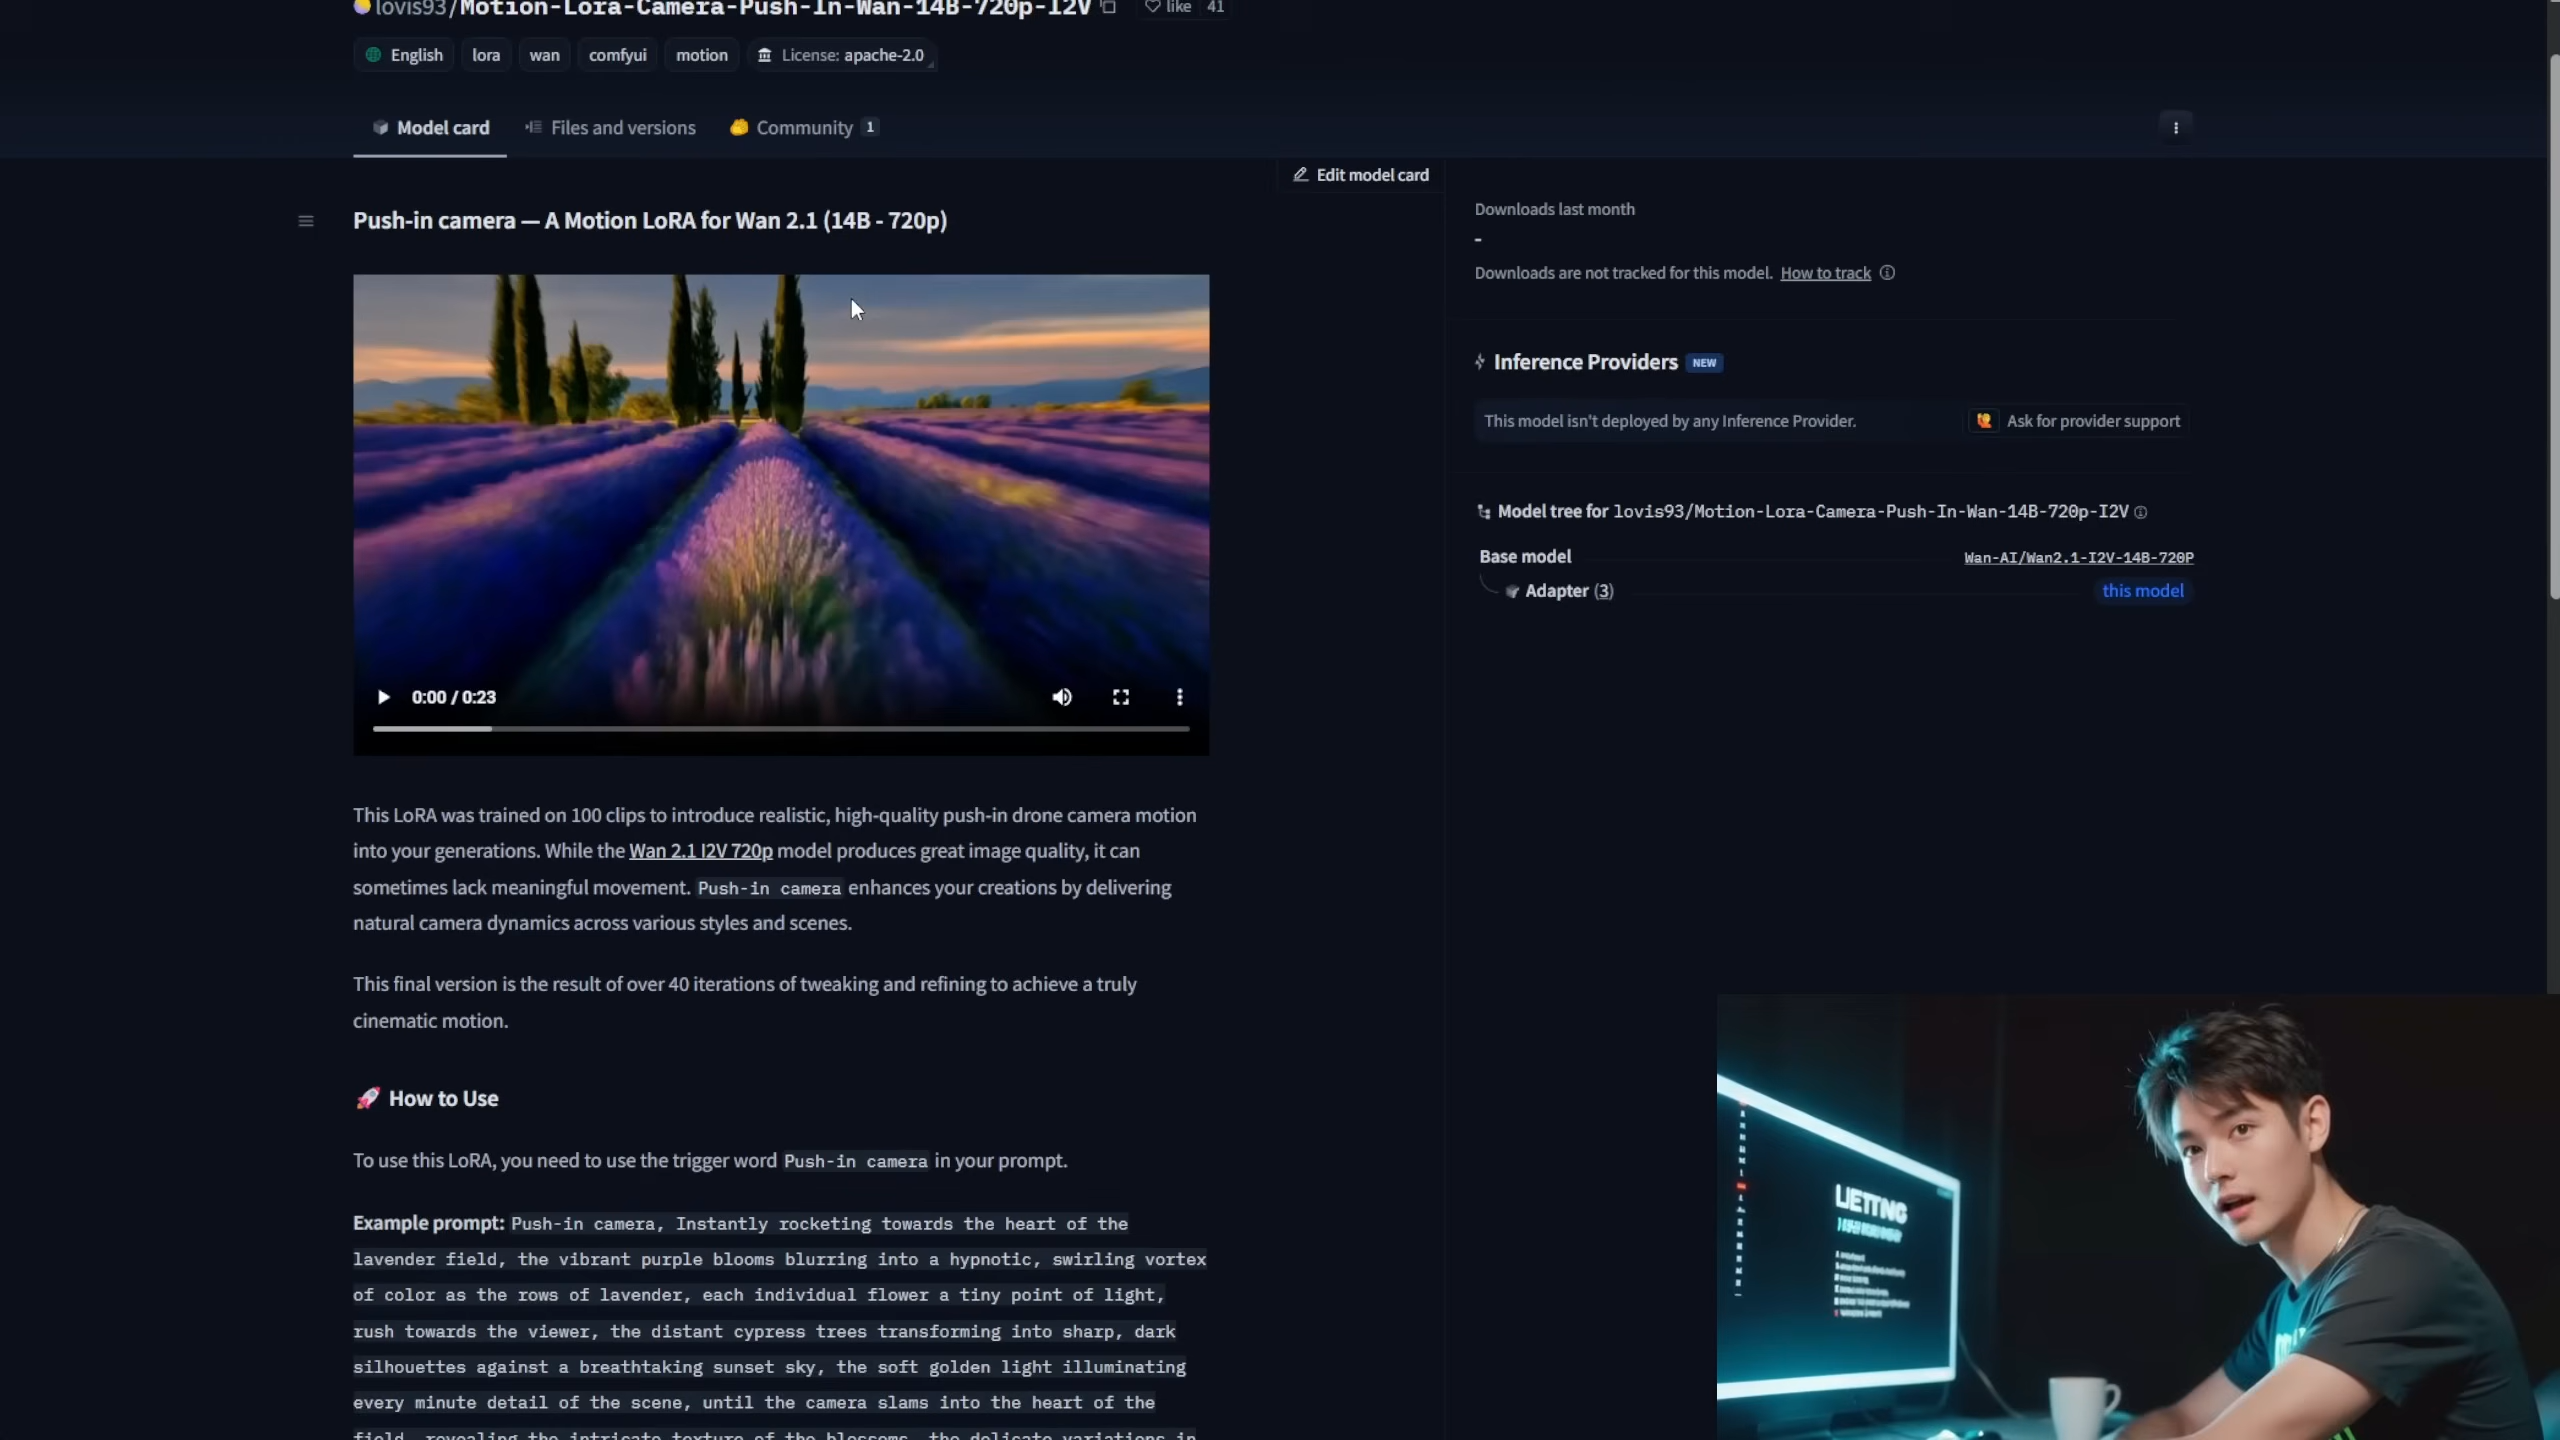 lovis93/Motion-Lora-Camera-Push-In-Wan-14B-720p-I2V like 41
English lora wan comfyui motion License: apache-2.0
Model card Files and versions Community 1
Edit model card
Push-in camera — A Motion LoRA for Wan 2.1 (14B - 720p)
0:00 / 0:23
This LoRA was trained on 100 clips to introduce realistic, high-quality push-in drone camera motion
into your generations. While the Wan 2.1 I2V 720p model produces great image quality, it can
sometimes lack meaningful movement. Push-in camera enhances your creations by delivering
natural camera dynamics across various styles and scenes.
This final version is the result of over 40 iterations of tweaking and refining to achieve a truly
cinematic motion.
How to Use
To use this LoRA, you need to use the trigger word Push-in camera in your prompt.
Example prompt: Push-in camera, Instantly rocketing towards the heart of the
lavender field, the vibrant purple blooms blurring into a hypnotic, swirling vortex
of color as the rows of lavender, each individual flower a tiny point of light,
rush towards the viewer, the distant cypress trees transforming into sharp, dark
silhouettes against a breathtaking sunset sky, the soft golden light illuminating
every minute detail of the scene, until the camera slams into the heart of the
field, revealing the intricate texture of the blossoms, the delicate variations in
Downloads last month
-
Downloads are not tracked for this model. How to track
Inference Providers NEW
This model isn't deployed by any Inference Provider. Ask for provider support
Model tree for lovis93/Motion-Lora-Camera-Push-In-Wan-14B-720p-I2V
Base model Wan-AI/Wan2.1-I2V-14B-720P
Adapter (3) this model